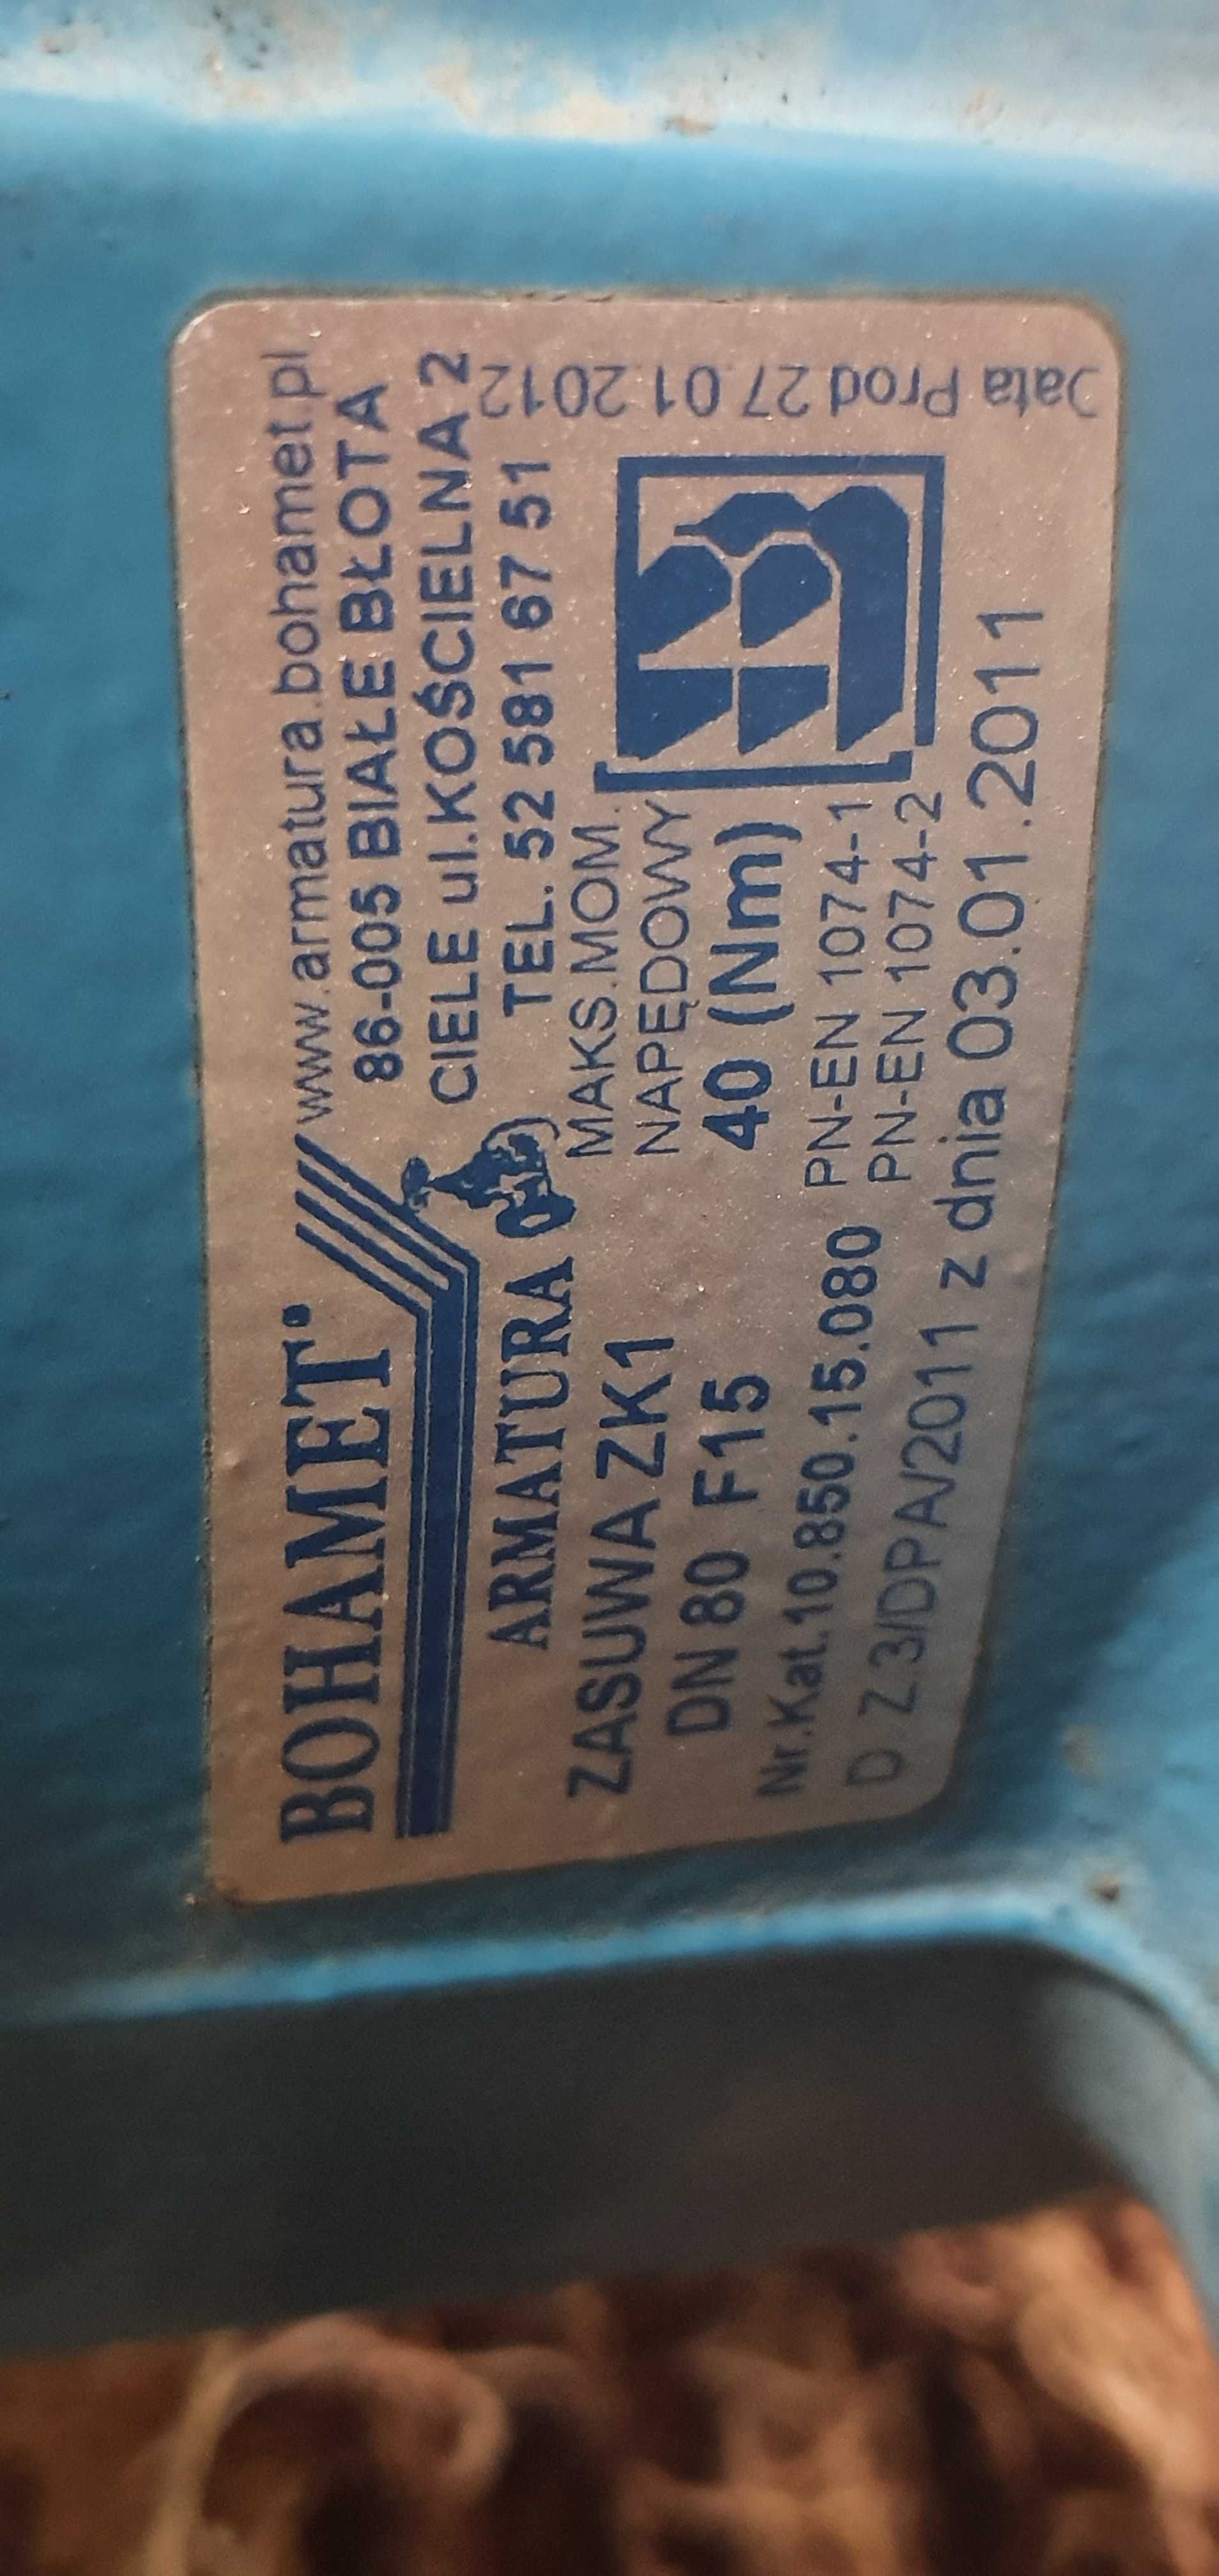 BOHAMET®
www.armatura.bohamet.pl
86-005 BIAŁE BŁOTA
CIELE ul.KOŚCIELNA 2
TEL. 52 581 67 51
ARMATURA
ZASUWA ZK1
DN 80 F15
MAKS.MOM.
NAPĘDOWY
40 (Nm)
Nr.Kat.10.850.15.080
PN-EN 1074-1
PN-EN 1074-2
D. Z 3/DPA/2011 z dnia 03.01.2011
Data Prod 27.01.2012
B